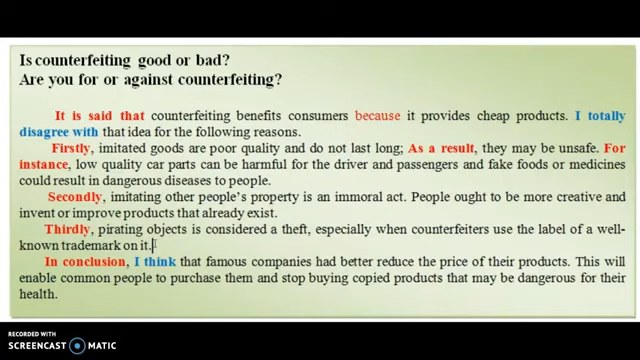 Is counterfeiting good or bad?
Are you for or against counterfeiting?
It is said that counterfeiting benefits consumers because it provides cheap products. I totally
disagree with that idea for the following reasons.
Firstly, imitated goods are poor quality and do not last long; As a result, they may be unsafe. For
instance, low quality car parts can be harmful for the driver and passengers and fake foods or medicines
could result in dangerous diseases to people.
Secondly, imitating other people's property is an immoral act. People ought to be more creative and
invent or improve products that already exist.
Thirdly, pirating objects is considered a theft, especially when counterfeiters use the label of a well-
known trademark on it.
In conclusion, I think that famous companies had better reduce the price of their products. This will
enable common people to purchase them and stop buying copied products that may be dangerous for their
health.
RECORDED WITH
SCREENCAST MATIC